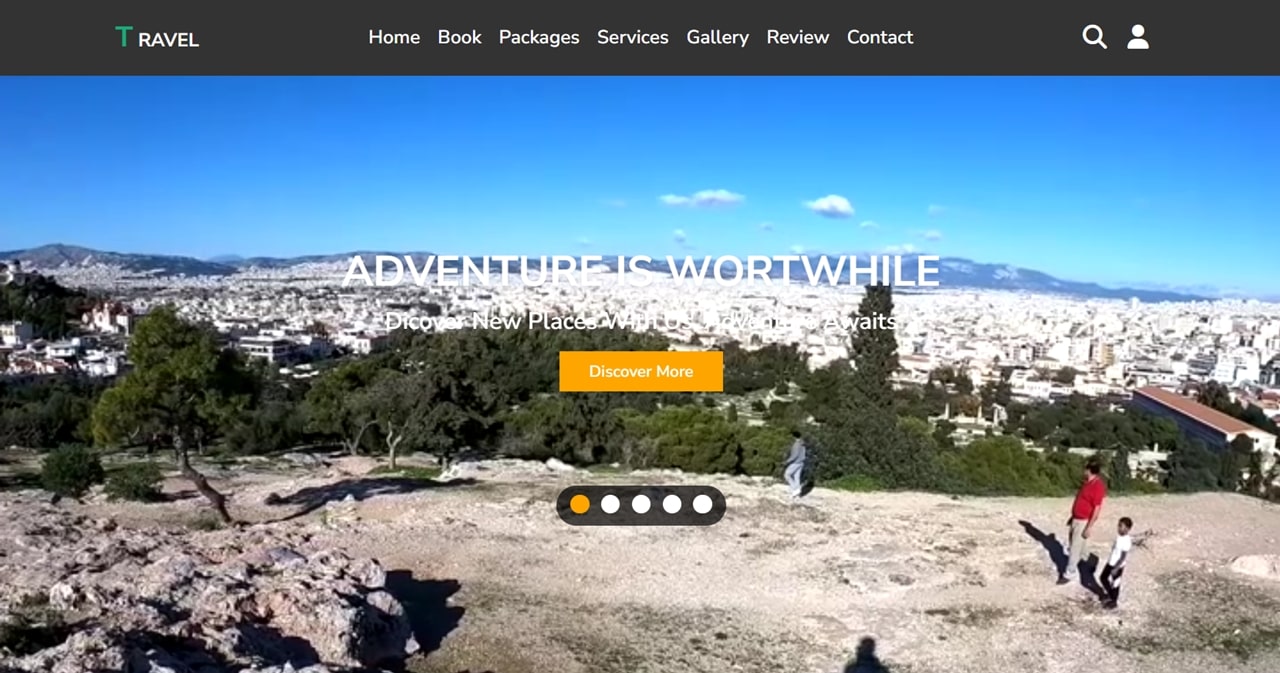 T RAVEL
Home Book Packages Services Gallery Review Contact
ADVENTURE IS WORTWHILE
Dicover New Places With Us, Adventure Awaits
Discover More